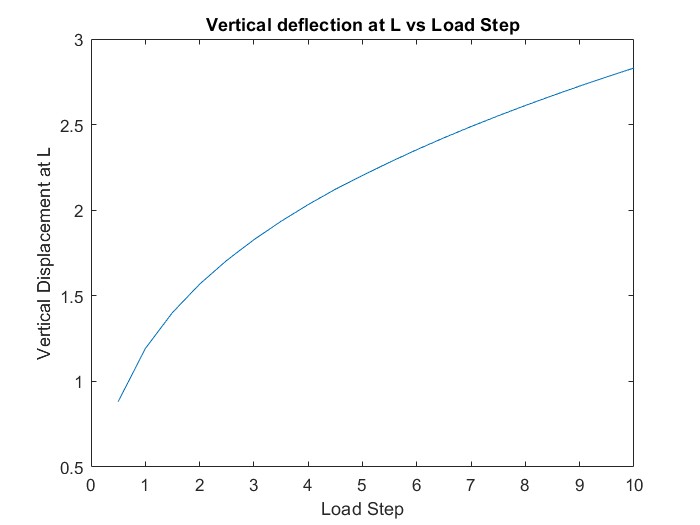 Vertical deflection at L vs Load Step
3
2.5
2
1.5
1
0.5
Vertical Displacement at L
0 1 2 3 4 5 6 7 8 9 10
Load Step